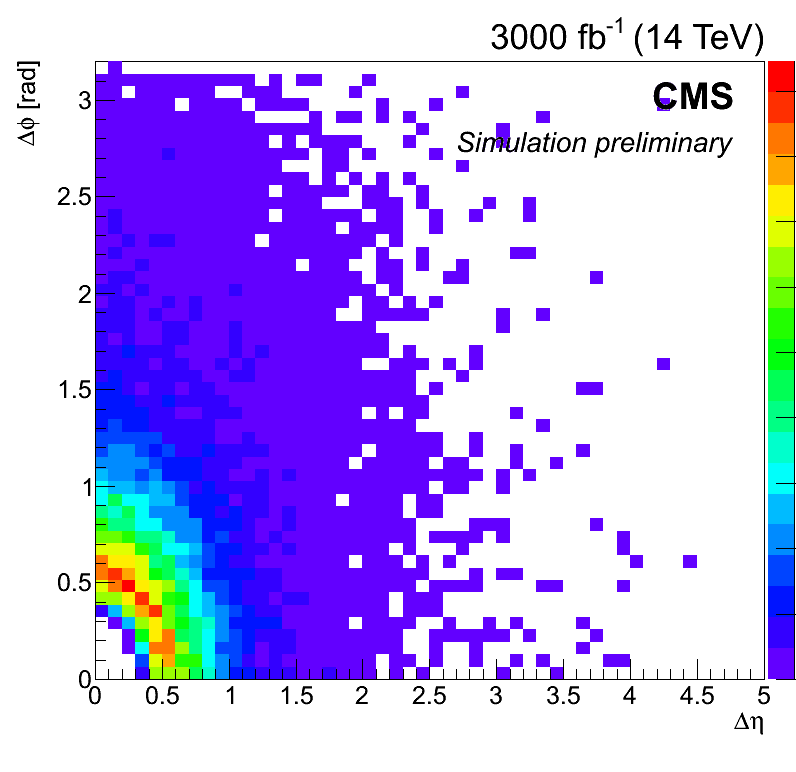 3000 fb-1 (14 TeV)
Δϕ [rad]
CMS
Simulation preliminary
3
2.5
2
1.5
1
0.5
0
0 0.5 1 1.5 2 2.5 3 3.5 4 4.5 5
Δη